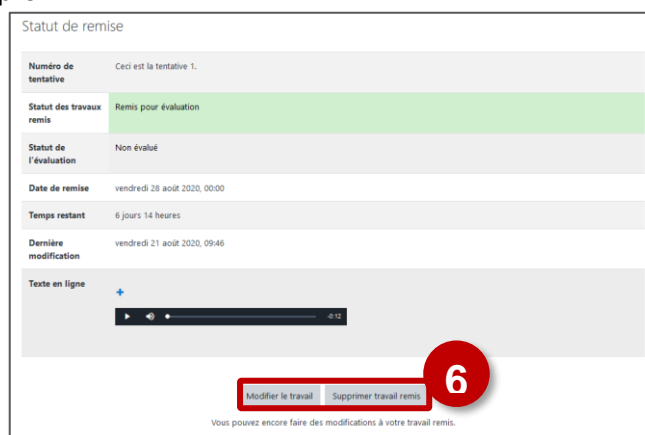 Statut de remise
Numéro de
tentative
Ceci est la tentative 1.
Statut des travaux
remis
Remis pour évaluation
Statut de
l'évaluation
Non évalué
Date de remise
vendredi 28 août 2020, 00:00
Temps restant
6 jours 14 heures
Dernière
modification
vendredi 21 août 2020, 09:46
Texte en ligne
+
-0:12
6
Modifier le travail Supprimer travail remis
Vous pouvez encore faire des modifications à votre travail remis.